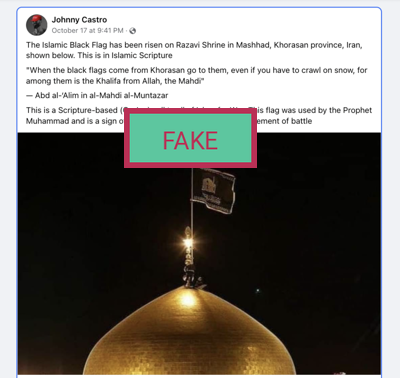 Johnny Castro
October 17 at 9:41 PM ·
The Islamic Black Flag has been risen on Razavi Shrine in Mashhad, Khorasan province, Iran,
shown below. This is in Islamic Scripture
"When the black flags come from Khorasan go to them, even if you have to crawl on snow, for
among them is the Khalifa from Allah, the Mahdi"
— Abd al-'Alim in al-Mahdi al-Muntazar
This is a Scripture-based flag was used by the Prophet
Muhammad and is a sign ement of battle
FAKE